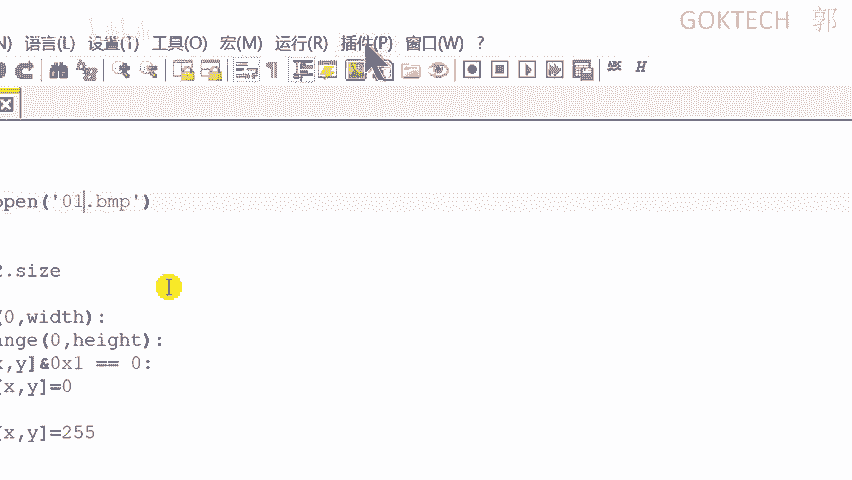 GOKTECH 郭
N) 语言(L) 设置(T) 工具(O) 宏(M) 运行(R) 插件(P) 窗口(W) ?
ABC H
open('01.bmp')
2.size
(0,width):
ange(0,height):
x,y]&0x1 == 0:
[x,y]=0
[x,y]=255